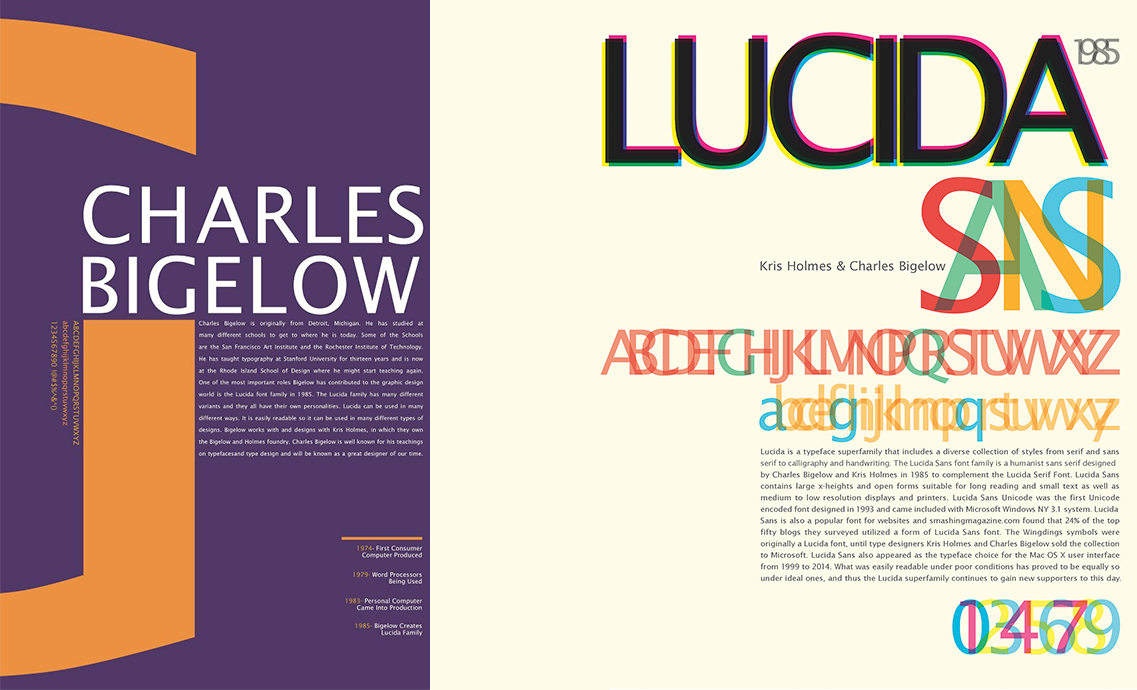 CHARLES
BIGELOW
ABCDEFGHIJKLMNOPQRSTUVWXYZ
abcdefghijklmnopqrstuvwxyz
1234567890 !@#$%^&*()
Charles Bigelow is originally from Detroit, Michigan. He has studied at
many different schools to get to where he is today. Some of the Schools
are the San Francisco Art Institute and the Rochester Institute of Technology.
He has taught typography at Stanford University for thirteen years and is now
at the Rhode Island School of Design where he might start teaching again.
One of the most important roles Bigelow has contributed to the graphic design
world is the Lucida font family in 1985. The Lucida family has many different
variants and they all have their own personalities. Lucida can be used in many
different ways. It is easily readable so it can be used in many different types of
designs. Bigelow works with and designs with Kris Holmes, in which they own
the Bigelow and Holmes foundry. Charles Bigelow is well known for his teachings
on typefacesand type design and will be known as a great designer of our time.
1974- First Consumer
Computer Produced
1979- Word Processors
Being Used
1983- Personal Computer
Came Into Production
1985- Bigelow Creates
Lucida Family
LUCIDA
1985
SANS
Kris Holmes & Charles Bigelow
ABCDEFGHIJKLMNOPQRSTUVWXYZ
abcdefghijklmnopqrstuvwxyz
Lucida is a typeface superfamily that includes a diverse collection of styles from serif and sans
serif to calligraphy and handwriting. The Lucida Sans font family is a humanist sans serif designed
by Charles Bigelow and Kris Holmes in 1985 to complement the Lucida Serif Font. Lucida Sans
contains large x-heights and open forms suitable for long reading and small text as well as
medium to low resolution displays and printers. Lucida Sans Unicode was the first Unicode
encoded font designed in 1993 and came included with Microsoft Windows NY 3.1 system. Lucida
Sans is also a popular font for websites and smashingmagazine.com found that 24% of the top
fifty blogs they surveyed utilized a form of Lucida Sans font. The Wingdings symbols were
originally a Lucida font, until type designers Kris Holmes and Charles Bigelow sold the collection
to Microsoft. Lucida Sans also appeared as the typeface choice for the Mac OS X user interface
from 1999 to 2014. What was easily readable under poor conditions has proved to be equally so
under ideal ones, and thus the Lucida superfamily continues to gain new supporters to this day.
0123456789